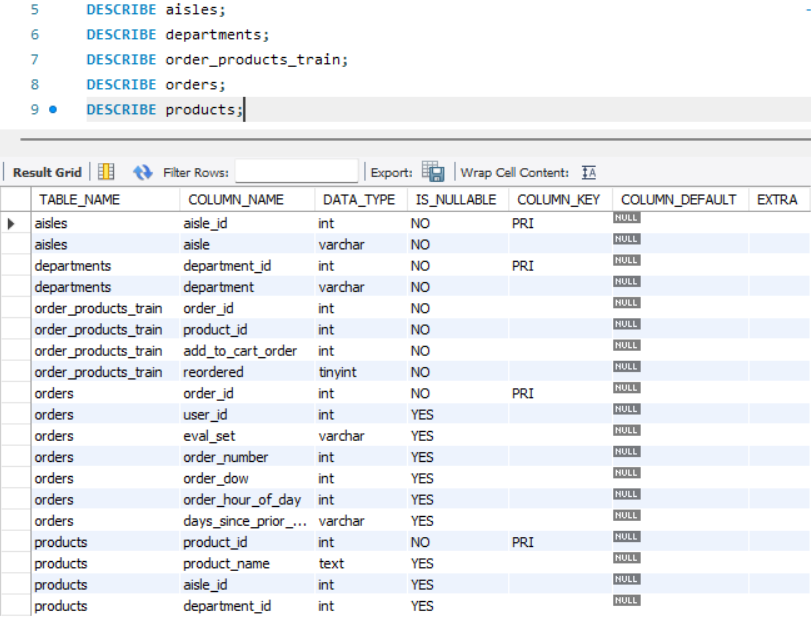 5 DESCRIBE aisles;
6 DESCRIBE departments;
7 DESCRIBE order_products_train;
8 DESCRIBE orders;
9 DESCRIBE products;
Result Grid Filter Rows: Export: Wrap Cell Content: IA
TABLE_NAME COLUMN_NAME DATA_TYPE IS_NULLABLE COLUMN_KEY COLUMN_DEFAULT EXTRA
aisles aisle_id int NO PRI NULL
aisles aisle varchar NO NULL
departments department_id int NO PRI NULL
departments department varchar NO NULL
order_products_train order_id int NO NULL
order_products_train product_id int NO NULL
order_products_train add_to_cart_order int NO NULL
order_products_train reordered tinyint NO NULL
orders order_id int NO PRI NULL
orders user_id int YES NULL
orders eval_set varchar YES NULL
orders order_number int YES NULL
orders order_dow int YES NULL
orders order_hour_of_day int YES NULL
orders days_since_prior_... varchar YES NULL
products product_id int NO PRI NULL
products product_name text YES NULL
products aisle_id int YES NULL
products department_id int YES NULL